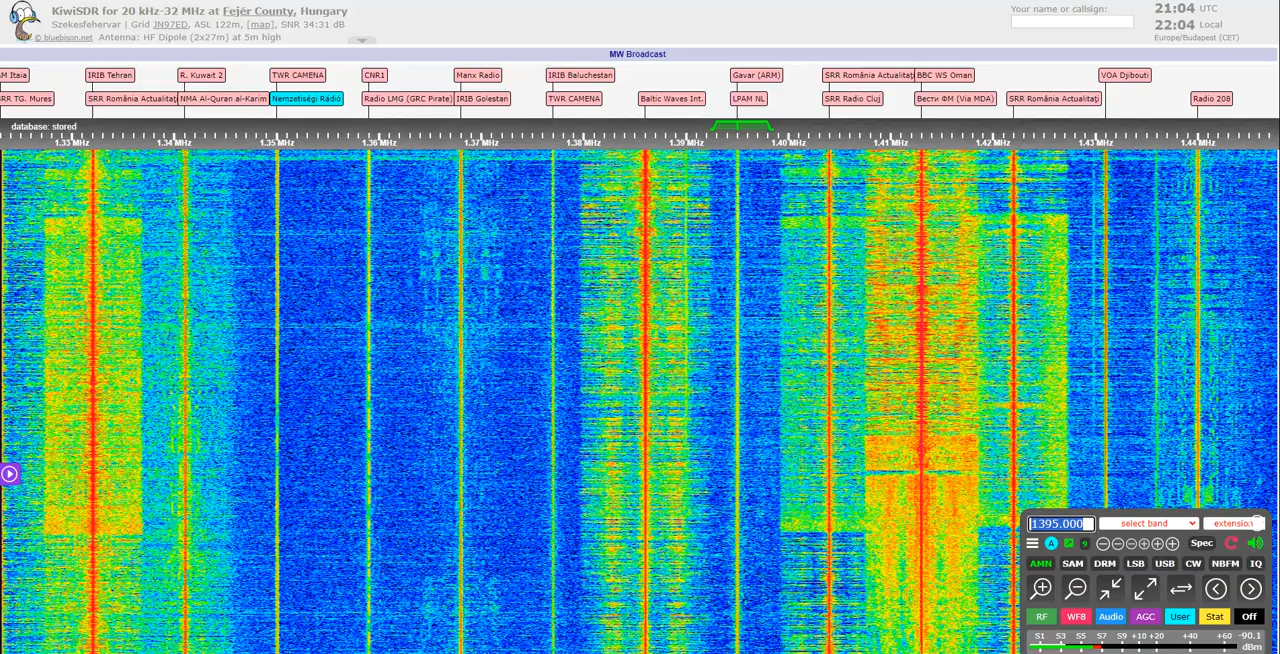 KiwiSDR for 20 kHz-32 MHz at Fejér County, Hungary
Szekesfehervar | Grid JN97ED, ASL 122m, [map], SNR 34:31 dB
© bluebison.net Antenna: HF Dipole (2x27m) at 5m high
Your name or callsign:
21:04 UTC
22:04 Local
Europe/Budapest (CET)
MW Broadcast
M Itaia IRIB Tehran R. Kuwait 2 TWR CAMENA CNR1 Manx Radio IRIB Baluchestan Gavar (ARM) SRR România Actualitaț BBC WS Oman VOA Djibouti
SRR TG. Mures SRR România Actualitaț NMA Al-Quran al-Karim Nemzetiségi Rádió Radio LMG (GRC Pirate) IRIB Golestan TWR CAMENA Baltic Waves Int. LPAM NL SRR Radio Cluj Вести ФМ (Via MDA) SRR România Actualitaţi Radio 208
database: stored
1.33 MHz 1.34 MHz 1.35 MHz 1.36 MHz 1.37 MHz 1.38 MHz 1.39 MHz 1.40 MHz 1.41 MHz 1.42 MHz 1.43 MHz 1.44 MHz
1395.000 select band
A 9 Spec
AMN SAM DRM LSB USB CW NBFM IQ
RF WF8 Audio AGC User Stat Off
S1 S3 S5 S7 S9 +10 +20 +40 +60 -90.1
dBm